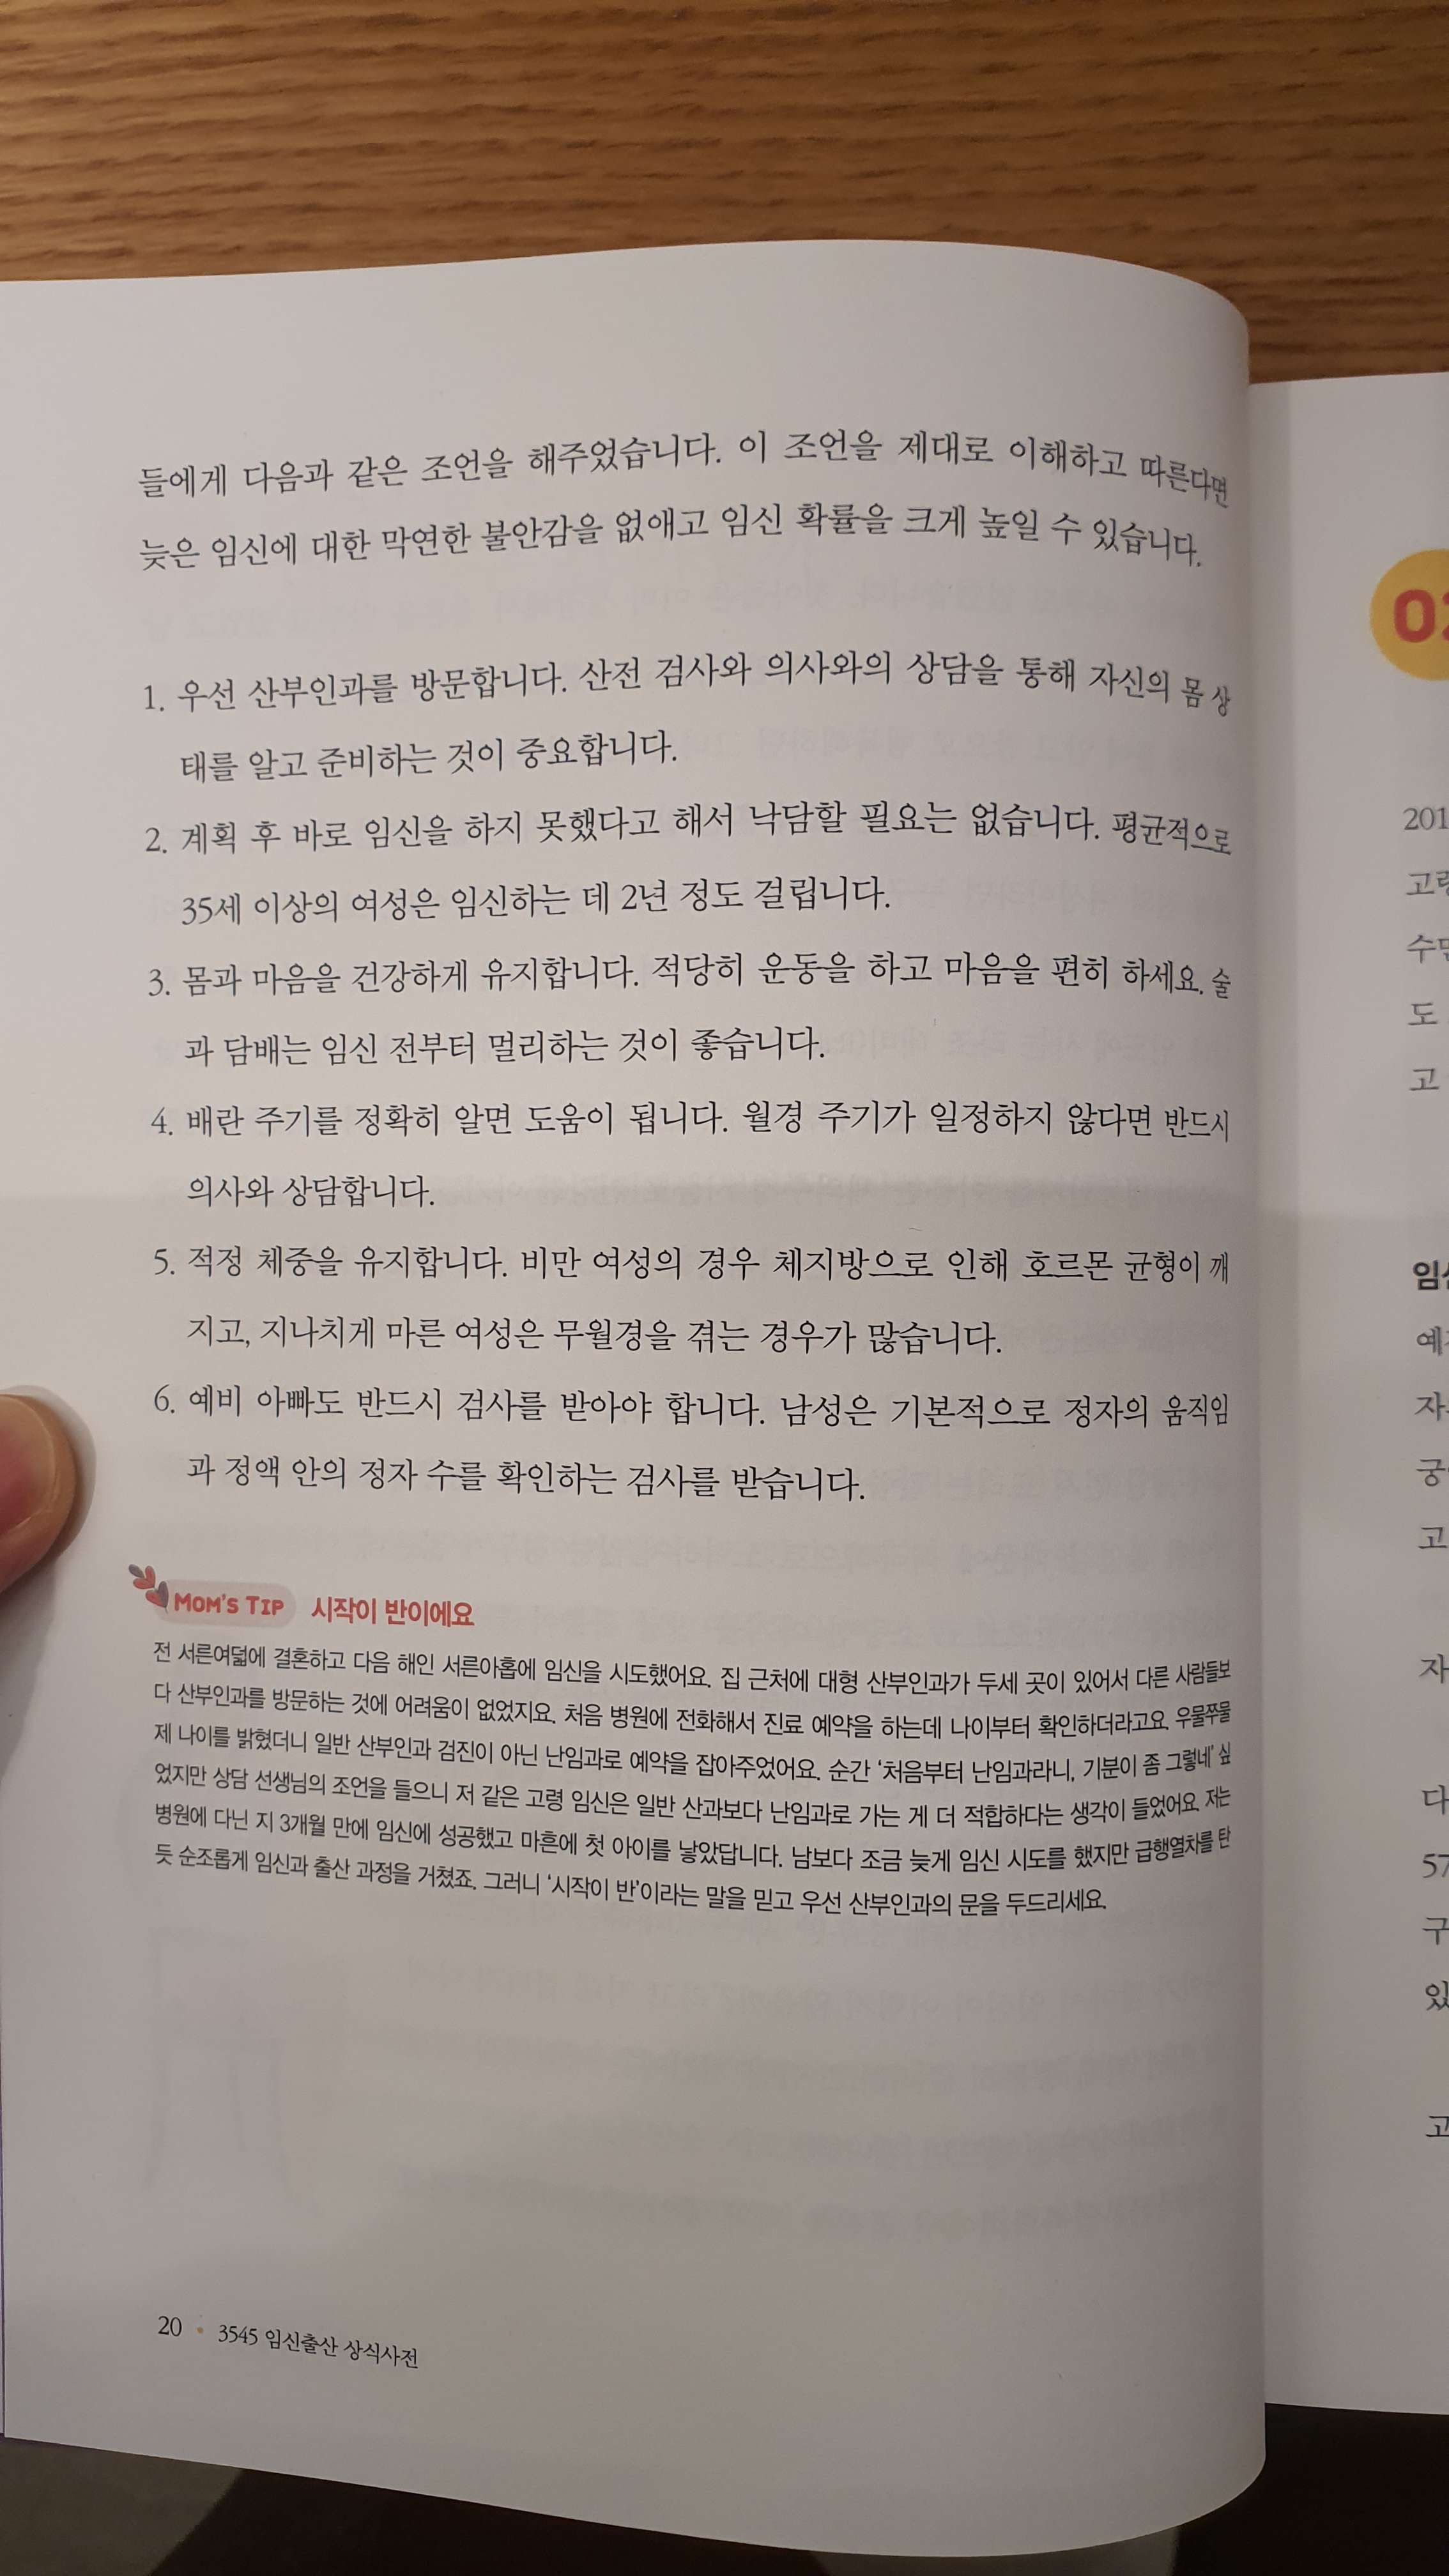 들에게 다음과 같은 조언을 해주었습니다. 이 조언을 제대로 이해하고 따른다면
늦은 임신에 대한 막연한 불안감을 없애고 임신 확률을 크게 높일 수 있습니다.
1. 우선 산부인과를 방문합니다. 산전 검사와 의사와의 상담을 통해 자신의 몸 상
태를 알고 준비하는 것이 중요합니다.
2. 계획 후 바로 임신을 하지 못했다고 해서 낙담할 필요는 없습니다. 평균적으로
35세 이상의 여성은 임신하는 데 2년 정도 걸립니다.
3. 몸과 마음을 건강하게 유지합니다. 적당히 운동을 하고 마음을 편히 하세요. 술
과 담배는 임신 전부터 멀리하는 것이 좋습니다.
4. 배란 주기를 정확히 알면 도움이 됩니다. 월경 주기가 일정하지 않다면 반드시
의사와 상담합니다.
5. 적정 체중을 유지합니다. 비만 여성의 경우 체지방으로 인해 호르몬 균형이 깨
지고, 지나치게 마른 여성은 무월경을 겪는 경우가 많습니다.
6. 예비 아빠도 반드시 검사를 받아야 합니다. 남성은 기본적으로 정자의 움직임
과 정액 안의 정자 수를 확인하는 검사를 받습니다.
MOM'S TIP 시작이 반이에요
전 서른여덟에 결혼하고 다음 해인 서른아홉에 임신을 시도했어요. 집 근처에 대형 산부인과가 두세 곳이 있어서 다른 사람들보
다 산부인과를 방문하는 것에 어려움이 없었지요. 처음 병원에 전화해서 진료 예약을 하는데 나이부터 확인하더라고요. 우물쭈물
제 나이를 밝혔더니 일반 산부인과 검진이 아닌 난임과로 예약을 잡아주었어요. 순간 ‘처음부터 난임과라니, 기분이 좀 그렇네’ 싶
었지만 상담 선생님의 조언을 들으니 저 같은 고령 임신은 일반 산과보다 난임과로 가는 게 더 적합하다는 생각이 들었어요. 저는
병원에 다닌 지 3개월 만에 임신에 성공했고 마흔에 첫 아이를 낳았답니다. 남보다 조금 늦게 임신 시도를 했지만 급행열차를 탄
듯 순조롭게 임신과 출산 과정을 거쳤죠. 그러니 ‘시작이 반’이라는 말을 믿고 우선 산부인과의 문을 두드리세요.
20 • 3545 임신출산 상식사전
201
고령
도
고
자
고
자
다
57
구
있
고